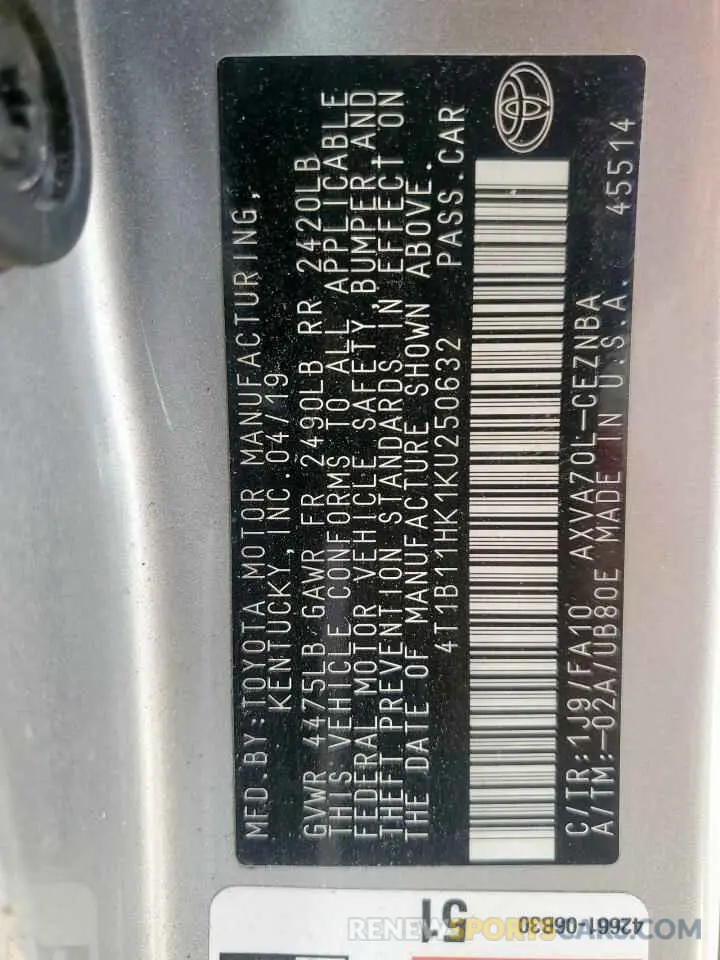 MFD.BY:TOYOTA MOTOR MANUFACTURING,
KENTUCKY, INC.04/19
GVWR 4475LB GAWR FR 2490LB RR 2420LB
THIS VEHICLE CONFORMS TO ALL APPLICABLE
FEDERAL MOTOR VEHICLE SAFETY, BUMPER, AND
THEFT PREVENTION STANDARDS IN EFFECT ON
THE DATE OF MANUFACTURE SHOWN ABOVE.
4T1B11HK1KU250632 PASS.CAR
C/TR:1J9/FA10 AXVA70L-CEZNBA
A/TM:-02A/UB80E MADE IN U.S.A. 45514
51
42661-06B30
RENEWSPORTSCARS.COM